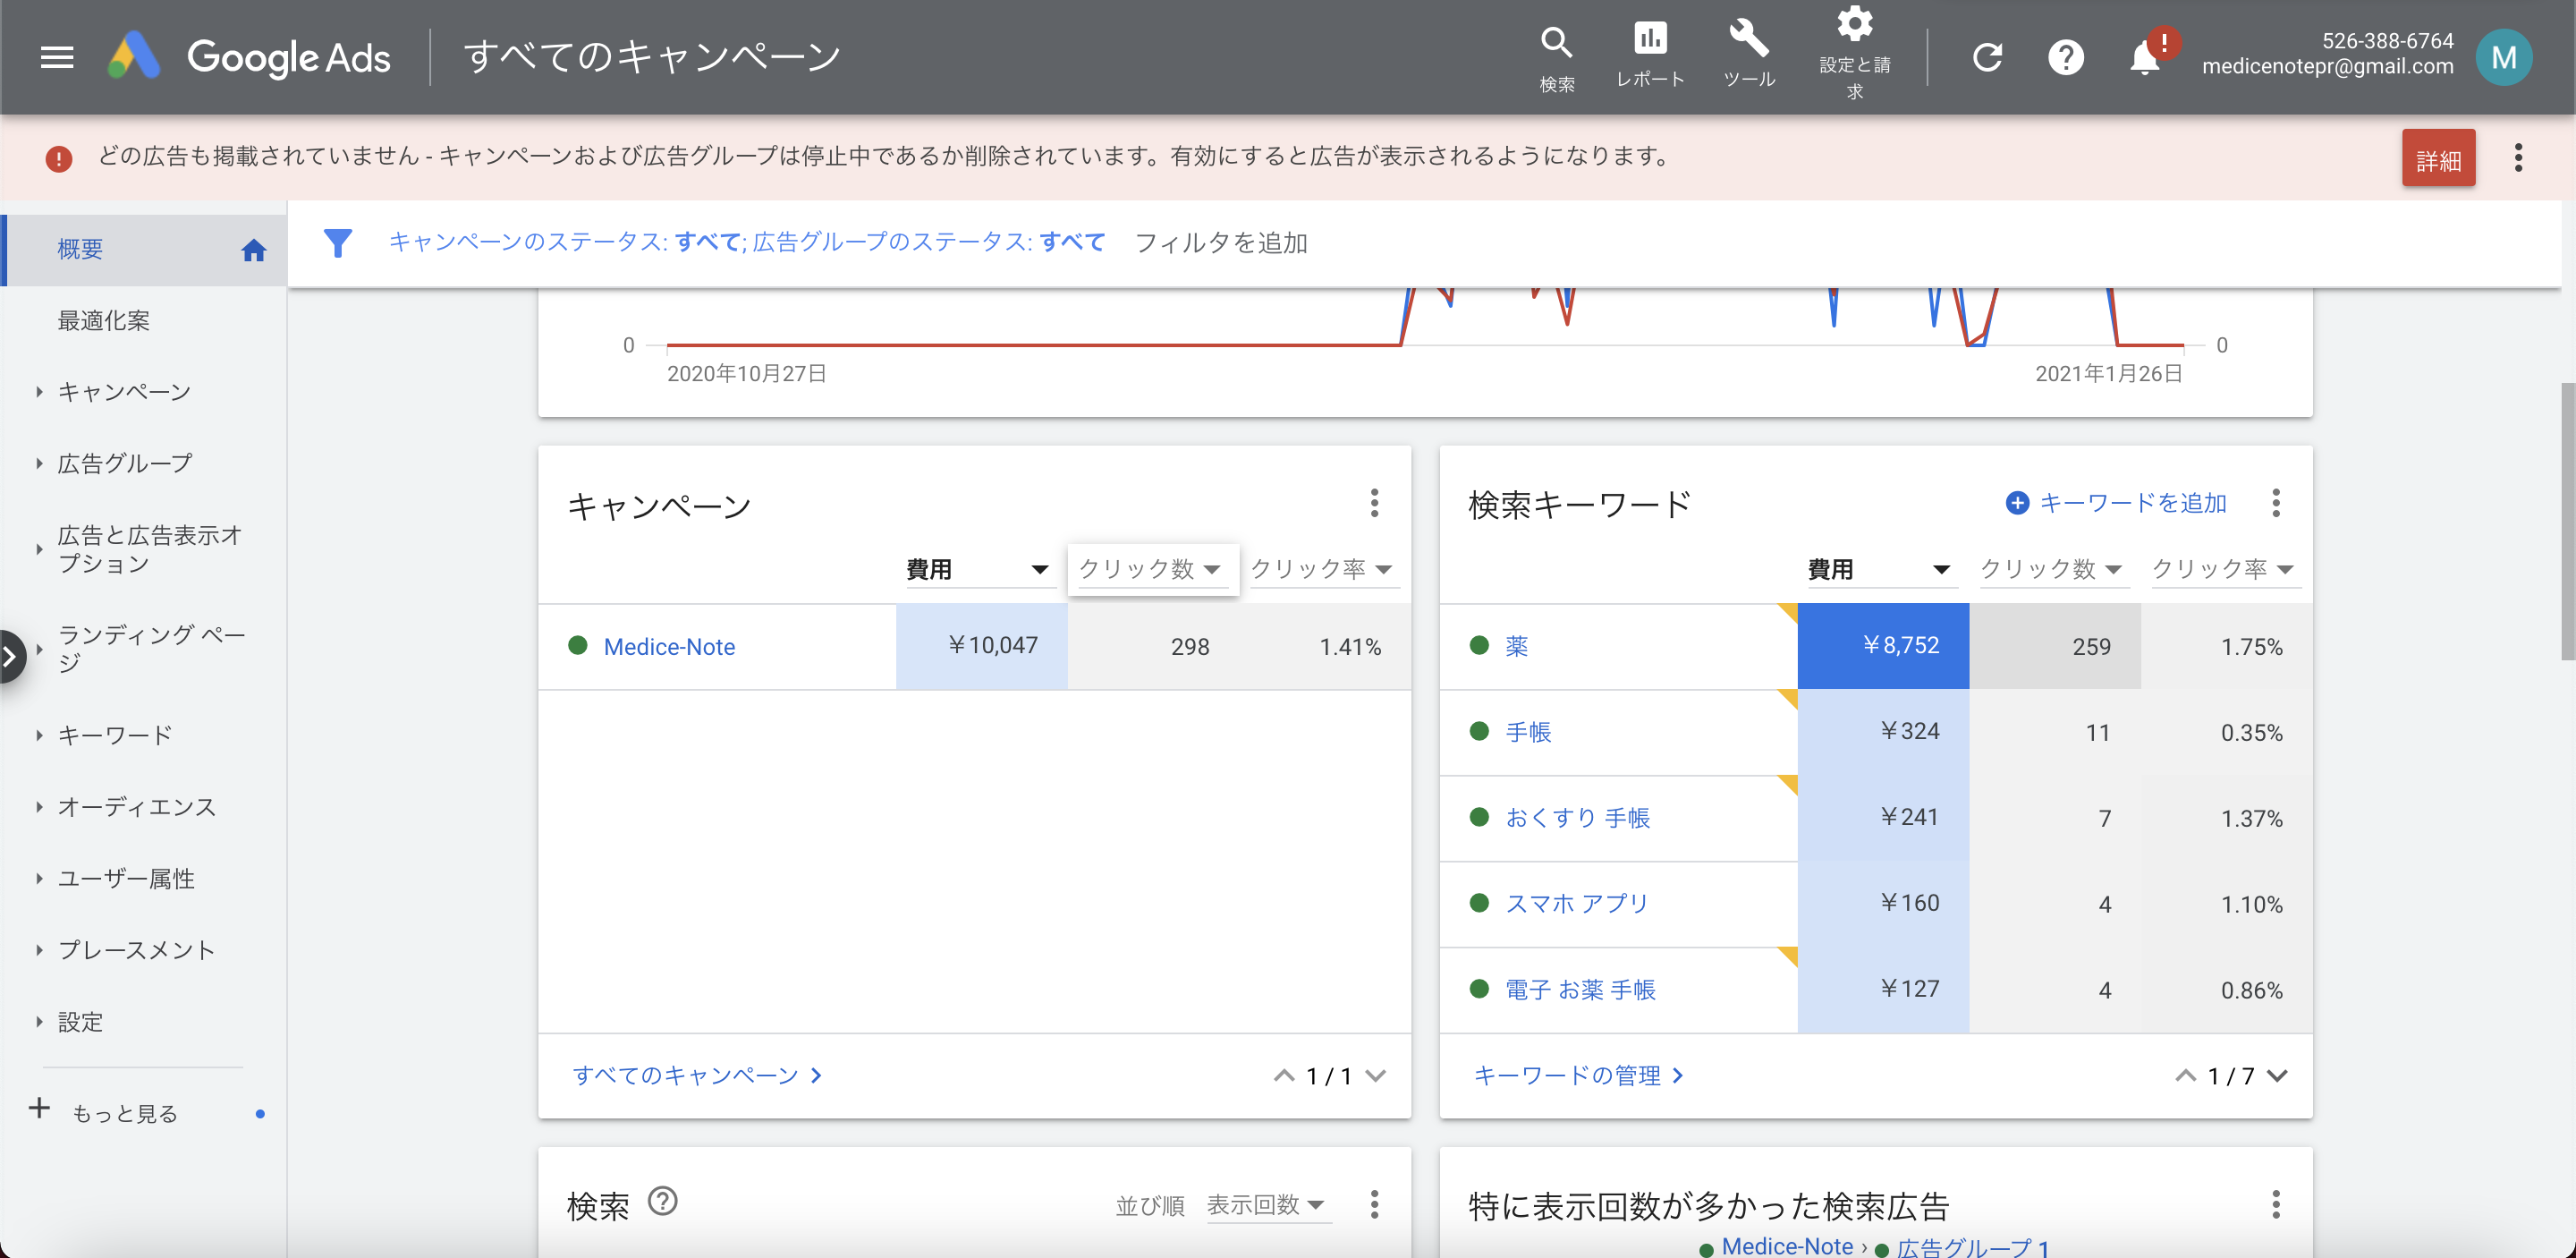 Google Ads
すべてのキャンペーン
検索
レポート
ツール
設定と請
求
!
526-388-6764
medicenotepr@gmail.com
M
どの広告も掲載されていません - キャンペーンおよび広告グループは停止中であるか削除されています。有効にすると広告が表示されるようになります。
詳細
概要
最適化案
キャンペーン
広告グループ
広告と広告表示オ
プション
ランディング ペー
ジ
キーワード
オーディエンス
ユーザー属性
プレースメント
設定
もっと見る
キャンペーンのステータス: すべて; 広告グループのステータス: すべて
フィルタを追加
0
0
2020年10月27日
2021年1月26日
キャンペーン
費用 クリック数 クリック率
Medice-Note ￥10,047 298 1.41%
すべてのキャンペーン
1 / 1
検索キーワード
キーワードを追加
費用 クリック数 クリック率
薬 ￥8,752 259 1.75%
手帳 ￥324 11 0.35%
おくすり 手帳 ￥241 7 1.37%
スマホ アプリ ￥160 4 1.10%
電子 お薬 手帳 ￥127 4 0.86%
キーワードの管理
1 / 7
検索
並び順 表示回数
特に表示回数が多かった検索広告
Medice-Note › 広告グループ 1